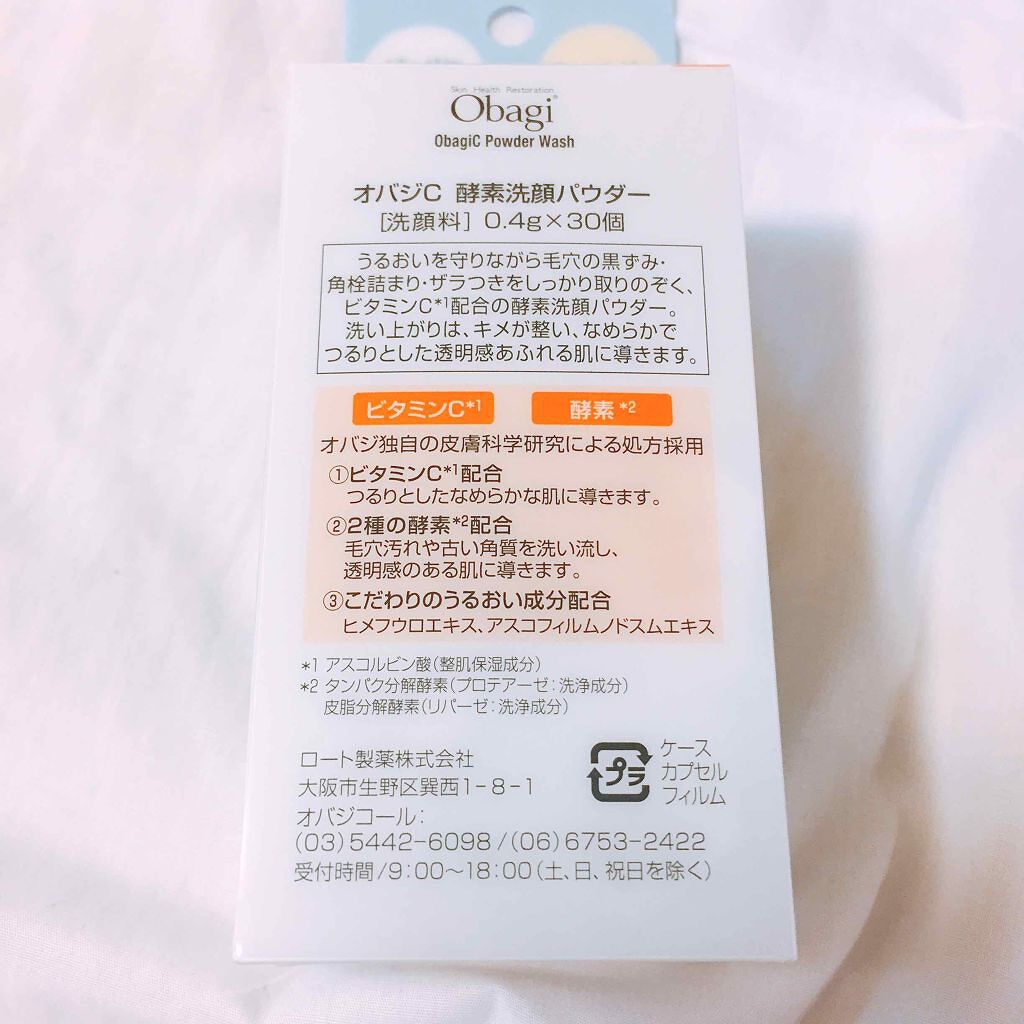 Skin Health Restoration
Obagi®
ObagiC Powder Wash
オバジC 酵素洗顔パウダー
[洗顔料] 0.4g×30個
うるおいを守りながら毛穴の黒ずみ・
角栓詰まり・ザラつきをしっかり取りのぞく、
ビタミンC*1配合の酵素洗顔パウダー。
洗い上がりは、キメが整い、なめらかで
つるりとした透明感あふれる肌に導きます。
ビタミンC*1 酵素*2
オバジ独自の皮膚科学研究による処方採用
①ビタミンC*1配合
つるりとしたなめらかな肌に導きます。
②2種の酵素*2配合
毛穴汚れや古い角質を洗い流し、
透明感のある肌に導きます。
③こだわりのうるおい成分配合
ヒメフウロエキス、アスコフィルムノドスムエキス
*1 アスコルビン酸(整肌保湿成分)
*2 タンパク分解酵素(プロテアーゼ:洗浄成分)
皮脂分解酵素(リパーゼ:洗浄成分)
ロート製薬株式会社
大阪市生野区巽西1-8-1
オバジコール:
(03)5442-6098/(06)6753-2422
受付時間/9:00〜18:00(土、日、祝日を除く)
プラ
ケース
カプセル
フィルム